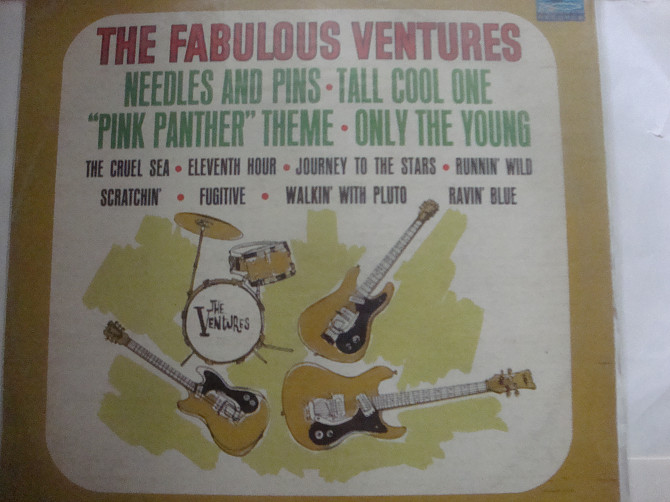 THE FABULOUS VENTURES
NEEDLES AND PINS • TALL COOL ONE
"PINK PANTHER" THEME • ONLY THE YOUNG
THE CRUEL SEA • ELEVENTH HOUR • JOURNEY TO THE STARS • RUNNIN' WILD
SCRATCHIN' • FUGITIVE • WALKIN' WITH PLUTO RAVIN' BLUE
THE
VENTURES